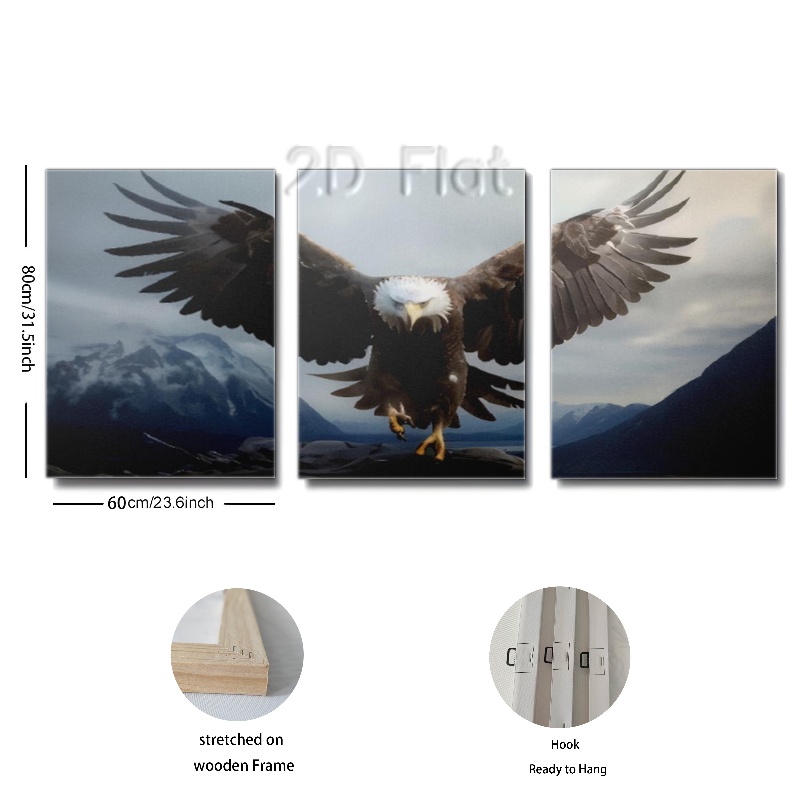 2D Flat
80cm/31.5inch
60cm/23.6inch
stretched on
wooden Frame
Hook
Ready to Hang